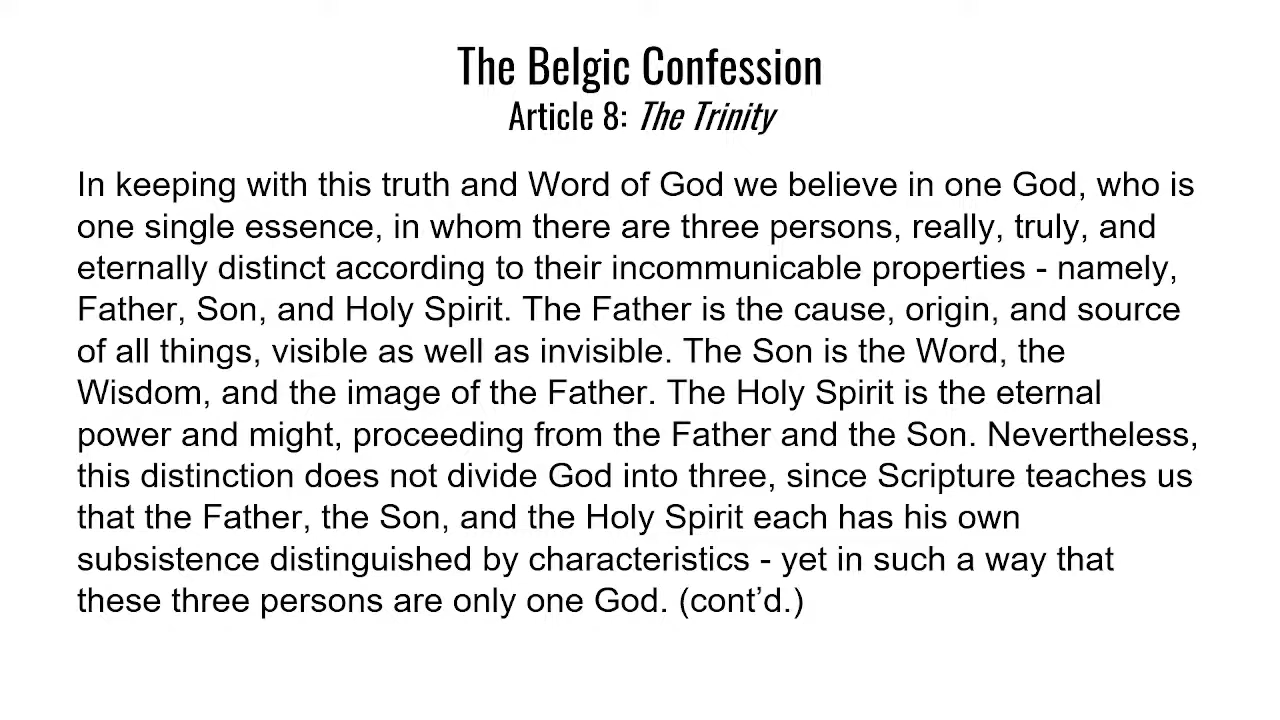 The Belgic Confession
Article 8: The Trinity
In keeping with this truth and Word of God we believe in one God, who is
one single essence, in whom there are three persons, really, truly, and
eternally distinct according to their incommunicable properties - namely,
Father, Son, and Holy Spirit. The Father is the cause, origin, and source
of all things, visible as well as invisible. The Son is the Word, the
Wisdom, and the image of the Father. The Holy Spirit is the eternal
power and might, proceeding from the Father and the Son. Nevertheless,
this distinction does not divide God into three, since Scripture teaches us
that the Father, the Son, and the Holy Spirit each has his own
subsistence distinguished by characteristics - yet in such a way that
these three persons are only one God. (cont’d.)